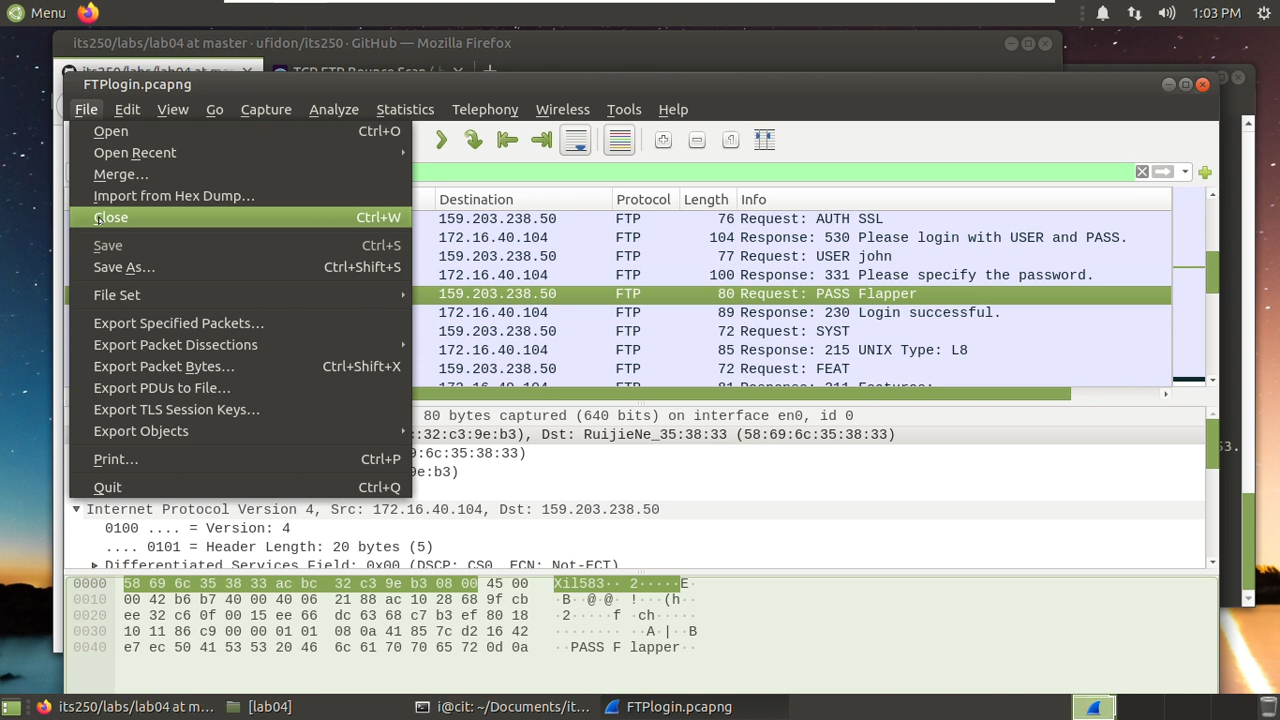 Menu
1:03 PM
its250/labs/lab04 at master · ufidon/its250 · GitHub — Mozilla Firefox
FTPlogin.pcapng
File Edit View Go Capture Analyze Statistics Telephony Wireless Tools Help
Open Ctrl+O
Open Recent
Merge…
Import from Hex Dump…
Close Ctrl+W
Save Ctrl+S
Save As… Ctrl+Shift+S
File Set
Export Specified Packets…
Export Packet Dissections
Export Packet Bytes… Ctrl+Shift+X
Export PDUs to File…
Export TLS Session Keys…
Export Objects
Print… Ctrl+P
Quit Ctrl+Q
Destination Protocol Length Info
159.203.238.50 FTP 76 Request: AUTH SSL
172.16.40.104 FTP 104 Response: 530 Please login with USER and PASS.
159.203.238.50 FTP 77 Request: USER john
172.16.40.104 FTP 100 Response: 331 Please specify the password.
159.203.238.50 FTP 80 Request: PASS Flapper
172.16.40.104 FTP 89 Response: 230 Login successful.
159.203.238.50 FTP 72 Request: SYST
172.16.40.104 FTP 85 Response: 215 UNIX Type: L8
159.203.238.50 FTP 72 Request: FEAT
80 bytes captured (640 bits) on interface en0, id 0
:32:c3:9e:b3), Dst: RuijieNe_35:38:33 (58:69:6c:35:38:33)
9:6c:35:38:33)
9e:b3)
Internet Protocol Version 4, Src: 172.16.40.104, Dst: 159.203.238.50
0100 .... = Version: 4
.... 0101 = Header Length: 20 bytes (5)
Differentiated Services Field: 0x00 (DSCP: CS0, ECN: Not-ECT)
0000 58 69 6c 35 38 33 ac bc 32 c3 9e b3 08 00 45 00 Xil583·· 2·····E·
0010 00 42 b6 b7 40 00 40 06 21 88 ac 10 28 68 9f cb ·B··@·@· !···(h··
0020 ee 32 c6 0f 00 15 ee 66 dc 63 68 c7 b3 ef 80 18 ·2·····f ·ch·····
0030 10 11 86 c9 00 00 01 01 08 0a 41 85 7c d2 16 42 ········ ··A·|··B
0040 e7 ec 50 41 53 53 20 46 6c 61 70 70 65 72 0d 0a ··PASS F lapper··
its250/labs/lab04 at m…
[lab04]
i@cit: ~/Documents/it…
FTPlogin.pcapng